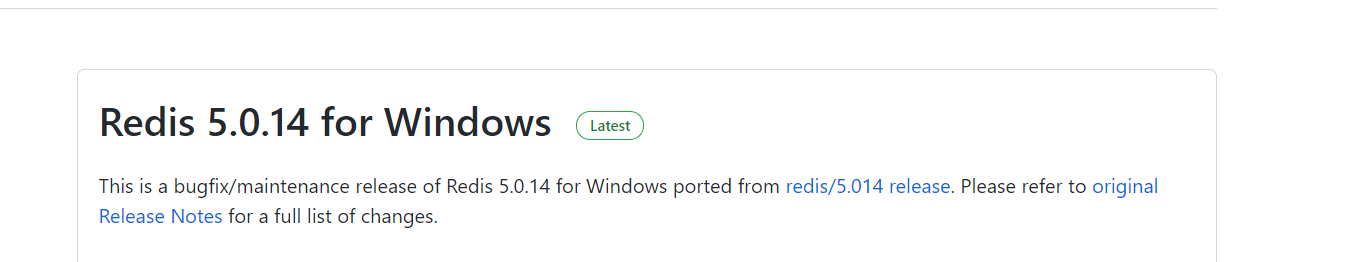 Redis 5.0.14 for Windows Latest
This is a bugfix/maintenance release of Redis 5.0.14 for Windows ported from redis/5.014 release. Please refer to original
Release Notes for a full list of changes.